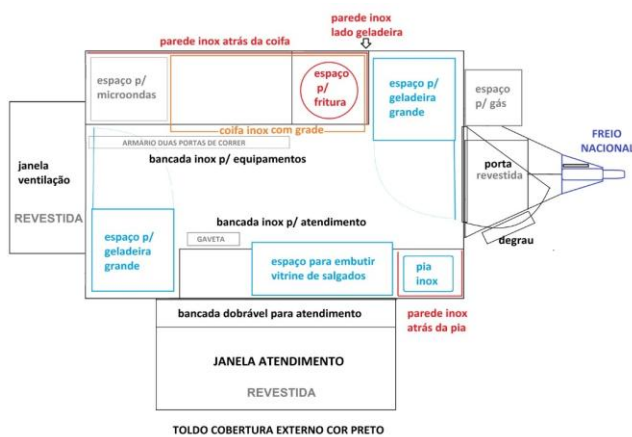 parede inox
lado geladeira
parede inox atrás da coifa
espaço p/
microondas
espaço
p/
fritura
espaço p/
geladeira
grande
espaço
p/ gás
coifa inox com grade
ARMÁRIO DUAS PORTAS DE CORRER
bancada inox p/ equipamentos
FREIO
NACIONAL
janela
ventilação
REVESTIDA
porta
revestida
degrau
bancada inox p/ atendimento
GAVETA
espaço p/
geladeira
grande
espaço para embutir
vitrine de salgados
pia
inox
bancada dobrável para atendimento
parede inox
atrás da pia
JANELA ATENDIMENTO
REVESTIDA
TOLDO COBERTURA EXTERNO COR PRETO